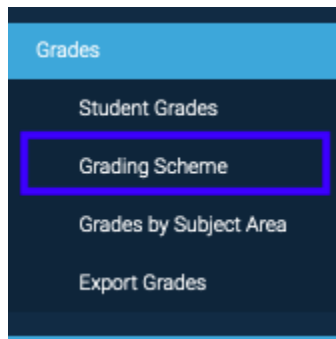 Grades
Student Grades
Grading Scheme
Grades by Subject Area
Export Grades